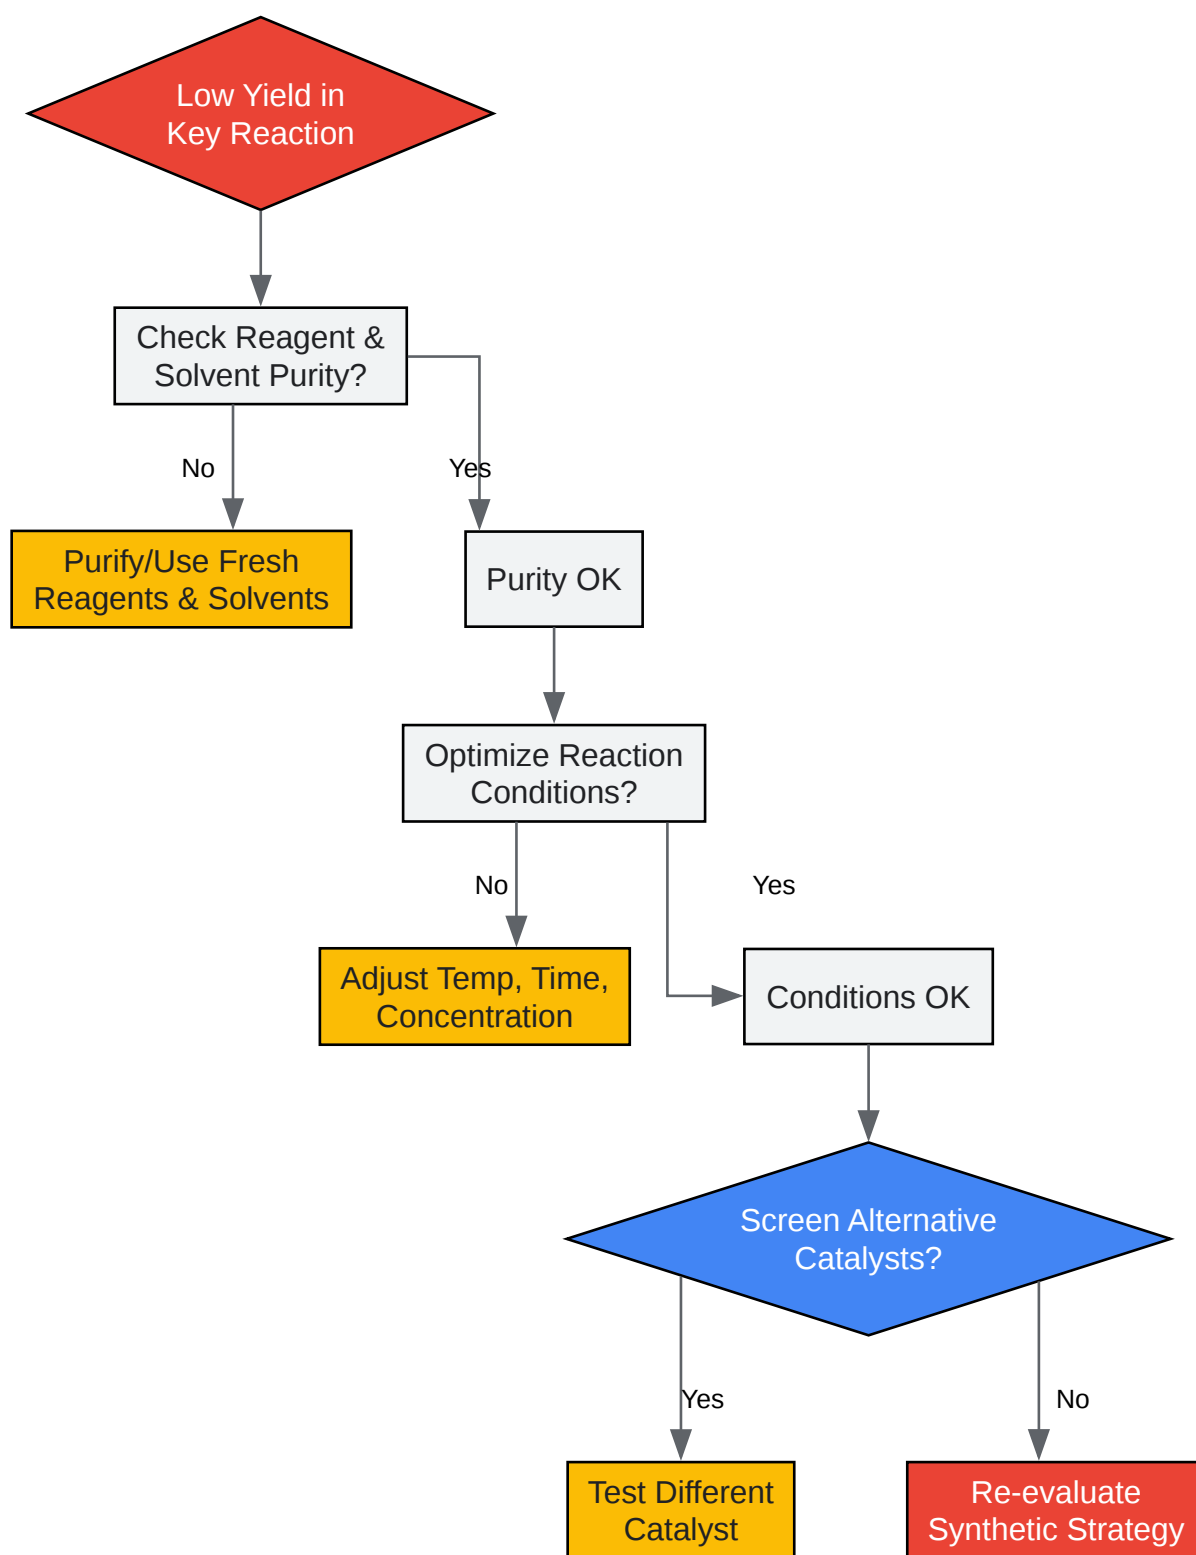 Low Yield in
Key Reaction
Check Reagent &
Solvent Purity?
No
Yes
Purify/Use Fresh
Reagents & Solvents
Purity OK
Optimize Reaction
Conditions?
No
Yes
Adjust Temp, Time,
Concentration
Conditions OK
Screen Alternative
Catalysts?
Yes
No
Test Different
Catalyst
Re-evaluate
Synthetic Strategy